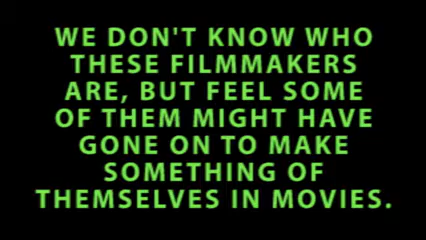 WE DON'T KNOW WHO
THESE FILMMAKERS
ARE, BUT FEEL SOME
OF THEM MIGHT HAVE
GONE ON TO MAKE
SOMETHING OF
THEMSELVES IN MOVIES.